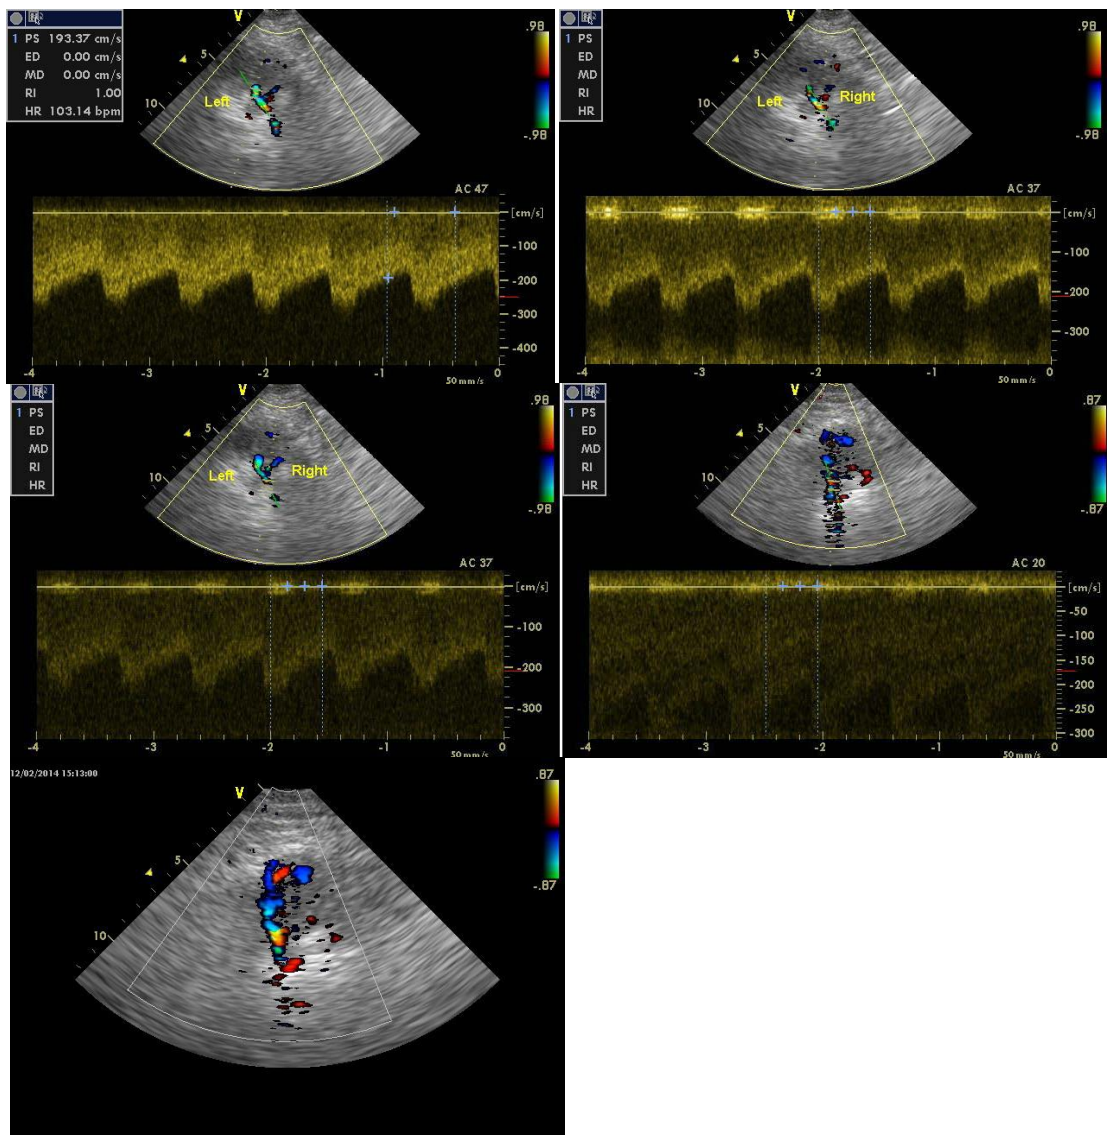 V
1 PS 193.37 cm/s
ED 0.00 cm/s
MD 0.00 cm/s
RI 1.00
HR 103.14 bpm
5
10
Left
.98
-.98
AC 47
[cm/s]
-100
-200
-300
-400
-4 -3 -2 -1 0
50 mm/s
V
1 PS
ED
MD
RI
HR
5
10
Left Right
.98
-.98
AC 37
[cm/s]
-100
-200
-300
-4 -3 -2 -1 0
50 mm/s
V
1 PS
ED
MD
RI
HR
5
10
Left Right
.98
-.98
AC 37
[cm/s]
-100
-200
-300
-4 -3 -2 -1 0
50 mm/s
V
1 PS
ED
MD
RI
HR
5
10
.87
-.87
AC 20
[cm/s]
-50
-100
-150
-200
-250
-300
-4 -3 -2 -1 0
50 mm/s
12/02/2014 15:13:00
V
5
10
.87
-.87